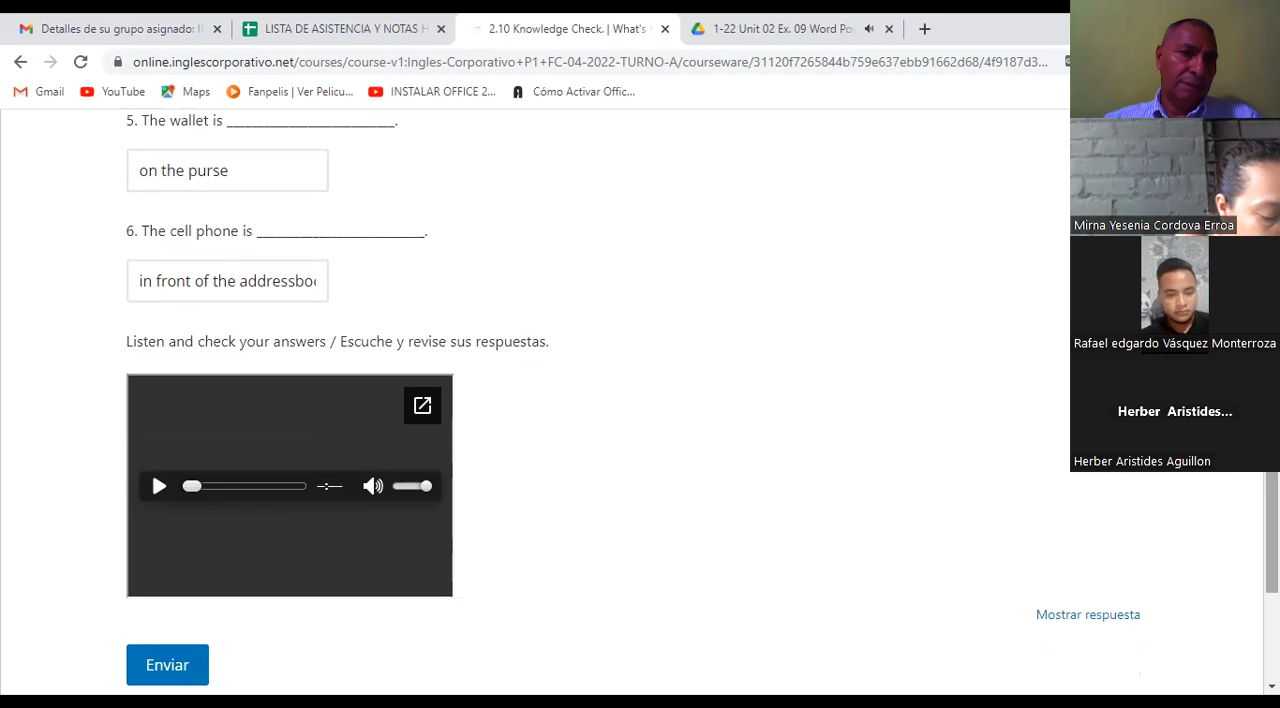 Detalles de su grupo asignado: I
LISTA DE ASISTENCIA Y NOTAS H
2.10 Knowledge Check. | What's
1-22 Unit 02 Ex. 09 Word Po
online.inglescorporativo.net/courses/course-v1:Ingles-Corporativo+P1+FC-04-2022-TURNO-A/courseware/31120f7265844b759e637ebb91662d68/4f9187d3...
Gmail
YouTube
Maps
Fanpelis | Ver Pelicu...
INSTALAR OFFICE 2...
Cómo Activar Offic...
5. The wallet is _________________________.
on the purse
6. The cell phone is _________________________.
in front of the addressboo
Listen and check your answers / Escuche y revise sus respuestas.
--:--
Mostrar respuesta
Enviar
Mirna Yesenia Cordova Erroa
Rafael edgardo Vásquez Monterroza
Herber Aristides...
Herber Aristides Aguillon